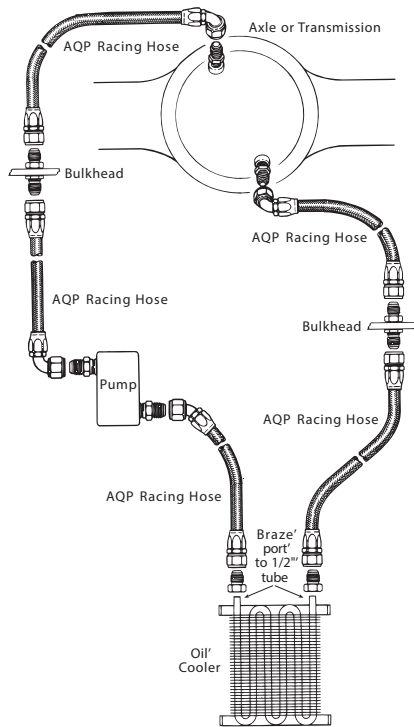 Axle or Transmission
AQP Racing Hose
Bulkhead
AQP Racing Hose
AQP Racing Hose
Bulkhead
Pump
AQP Racing Hose
AQP Racing Hose
Braze'
port'
to 1/2"'
tube
Oil'
Cooler